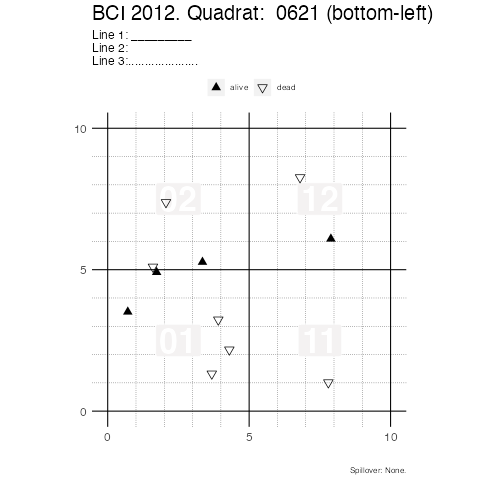 BCI 2012. Quadrat:  0621 (bottom-left)
Line 1: _________
Line 2:
Line 3:.....................
alive dead
10
02 12
5
01 11
0
0 5 10
Spillover: None.